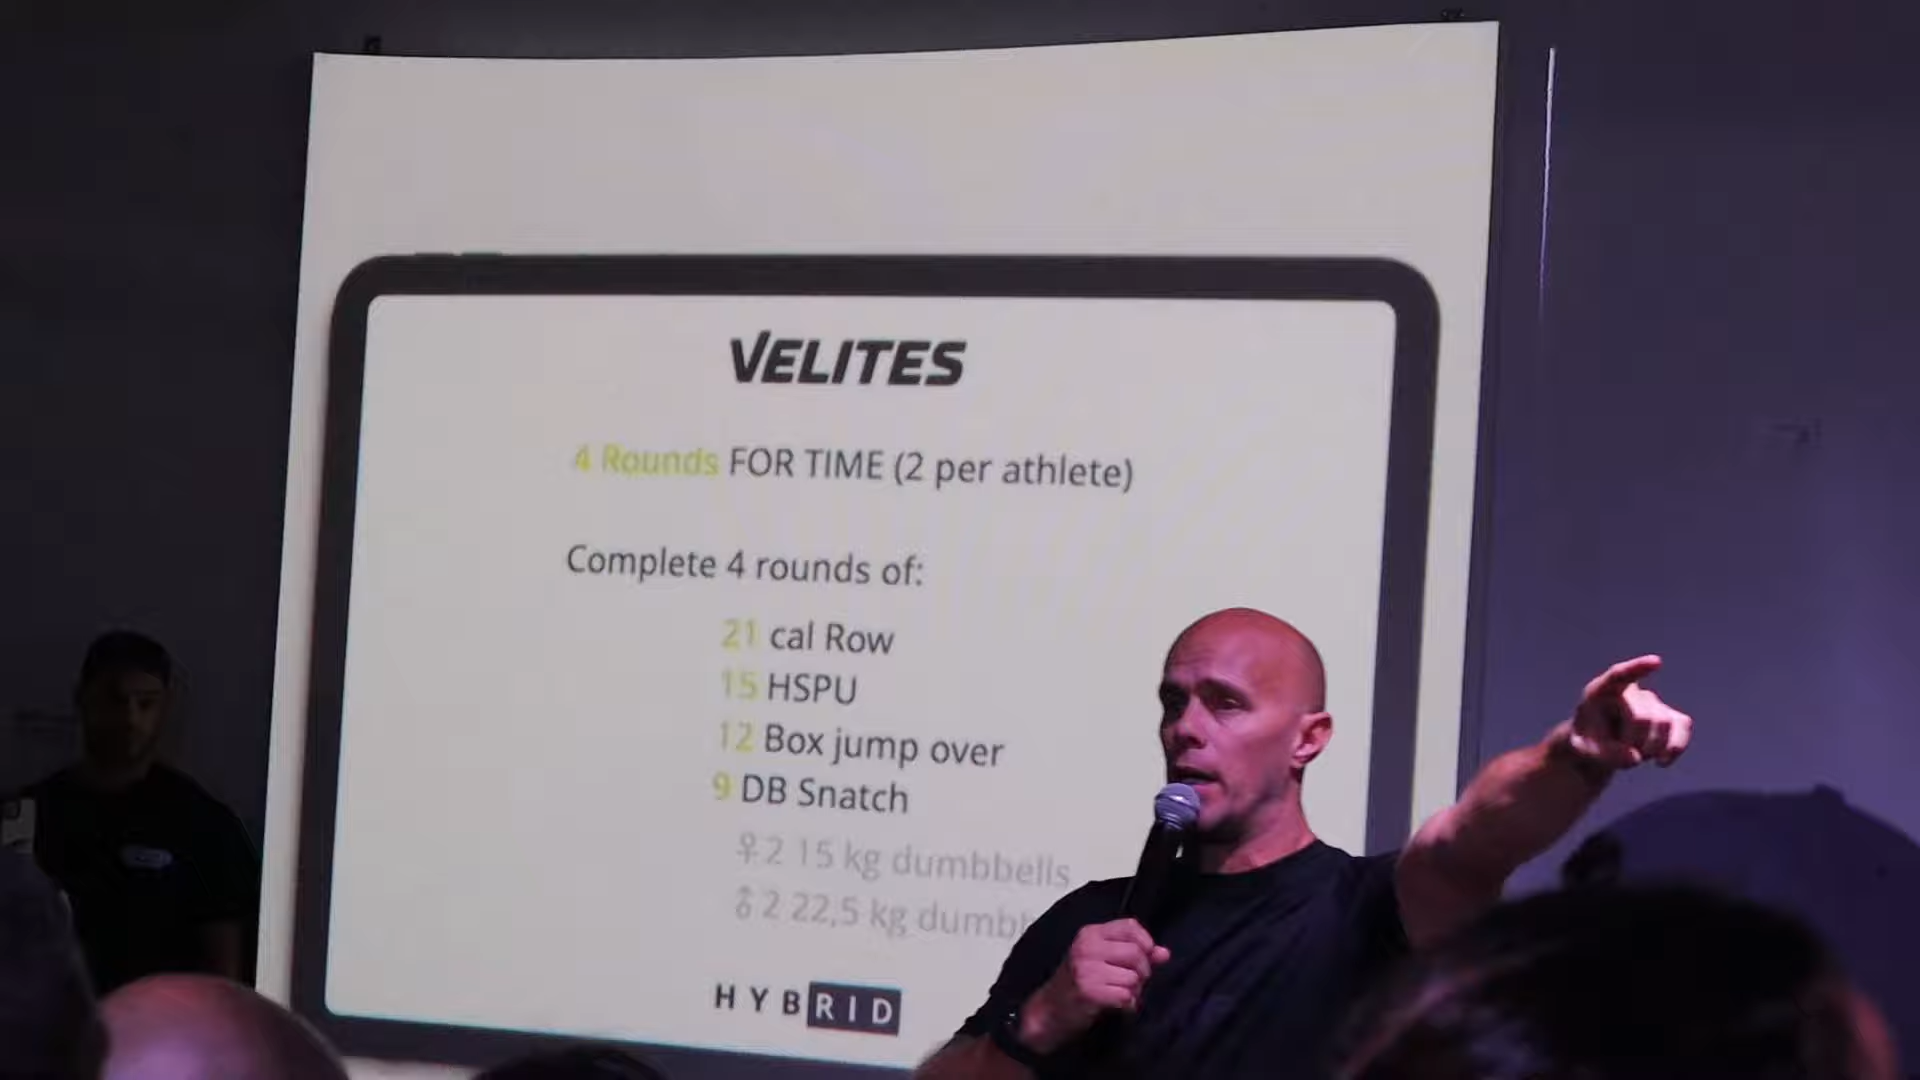 VELITES
4 Rounds FOR TIME (2 per athlete)
Complete 4 rounds of:
21 cal Row
15 HSPU
12 Box jump over
9 DB Snatch
♀2 15 kg dumbbells
♂2 22,5 kg dumbb
HYBRID